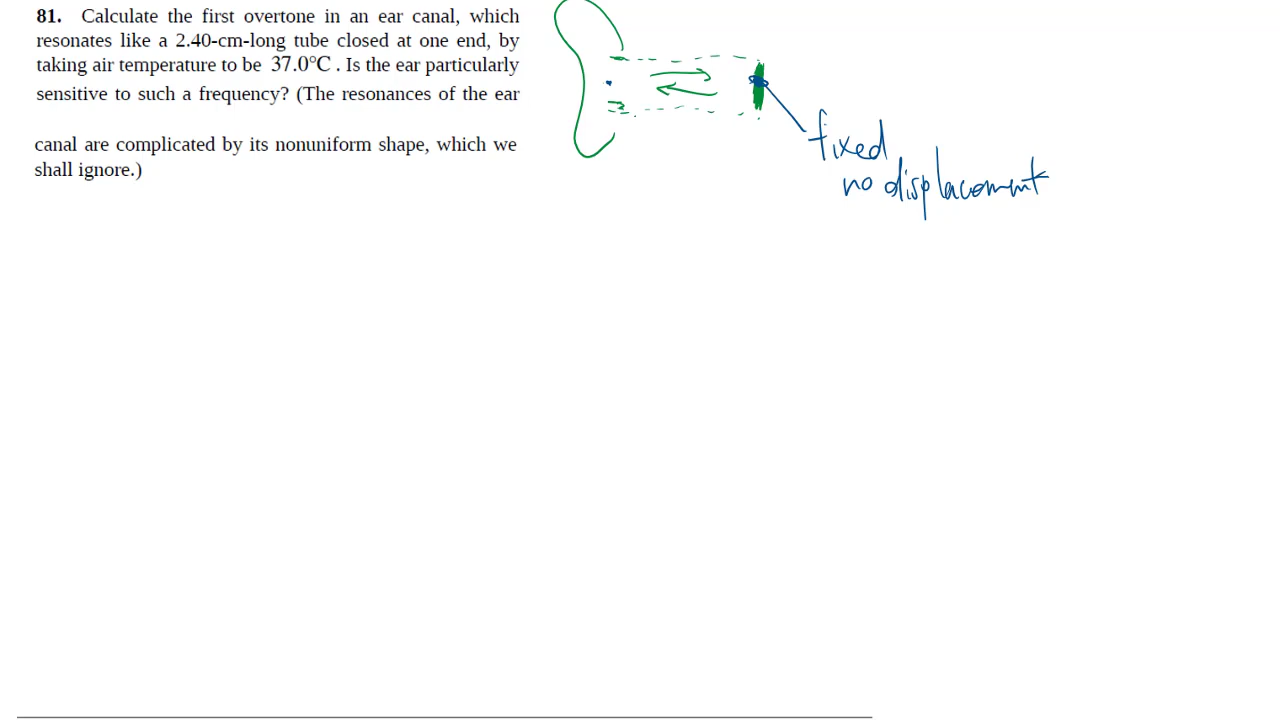 81. Calculate the first overtone in an ear canal, which
resonates like a 2.40-cm-long tube closed at one end, by
taking air temperature to be 37.0°C . Is the ear particularly
sensitive to such a frequency? (The resonances of the ear
canal are complicated by its nonuniform shape, which we
shall ignore.)
fixed
no displacement